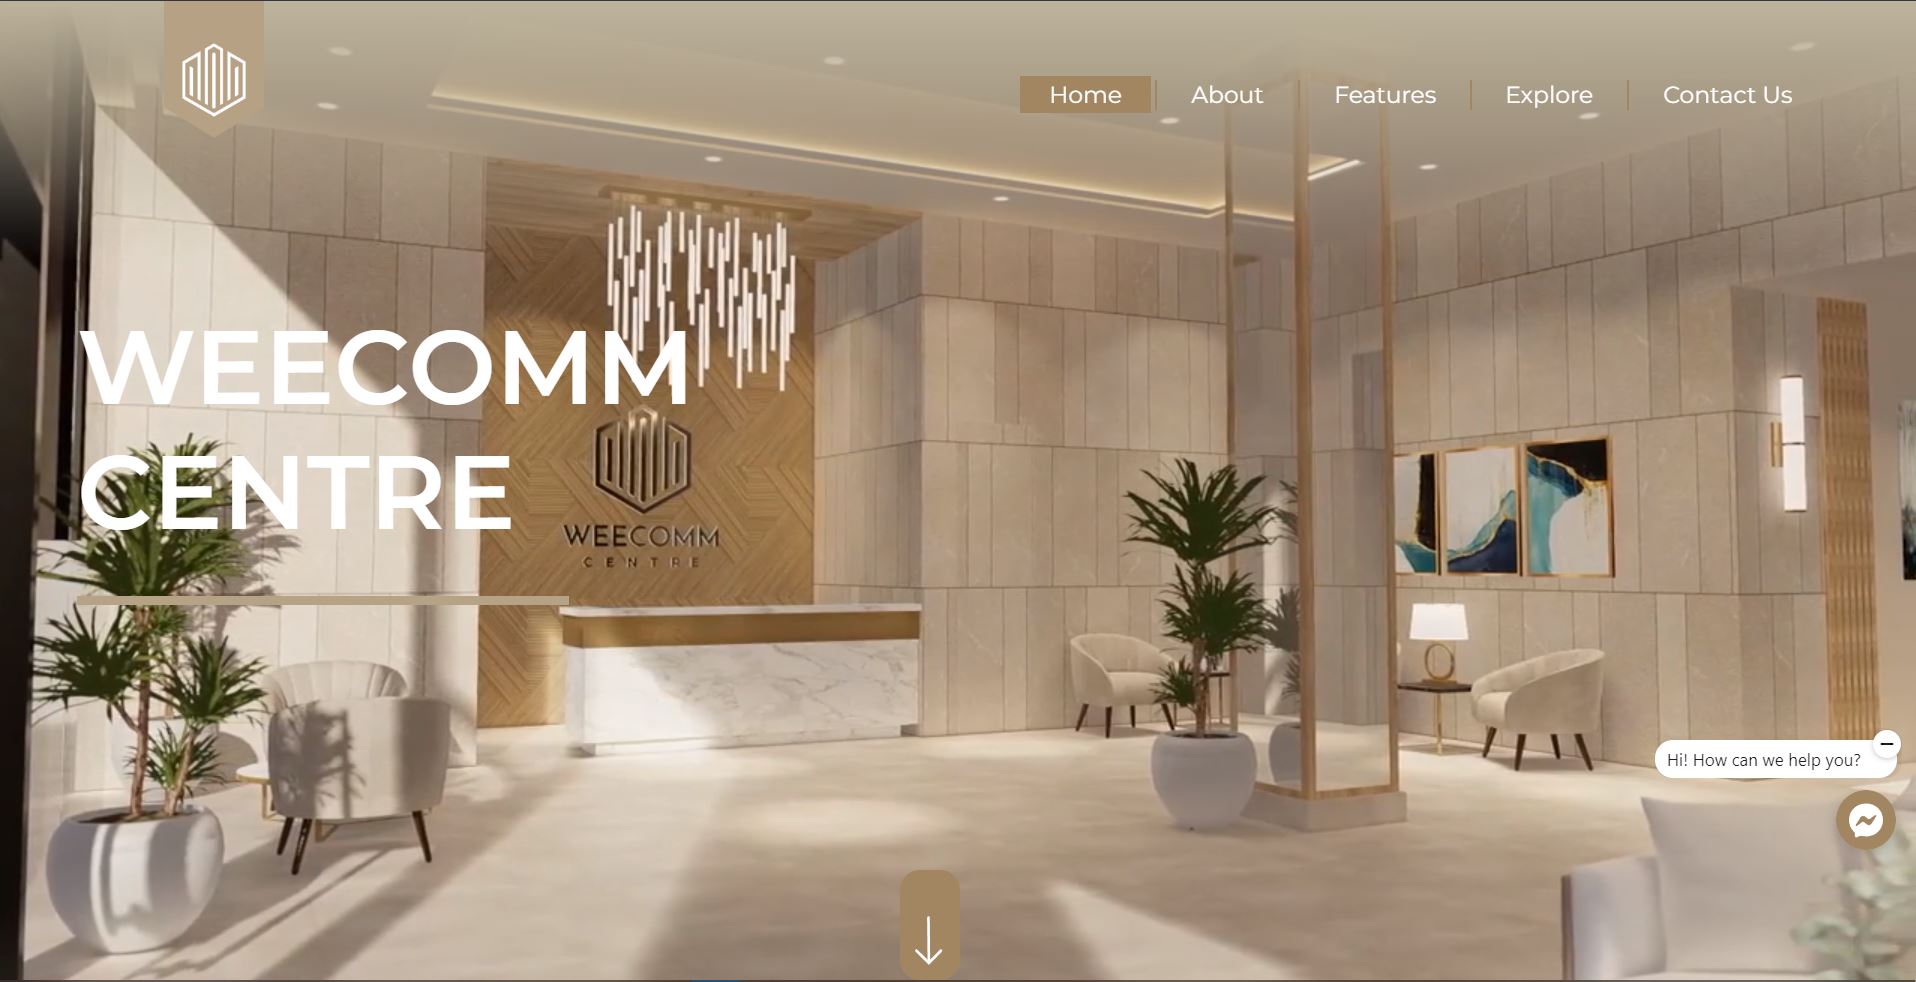 Home
About
Features
Explore
Contact Us
WEECOMM
CENTRE
WEECOMM
CENTRE
Hi! How can we help you?